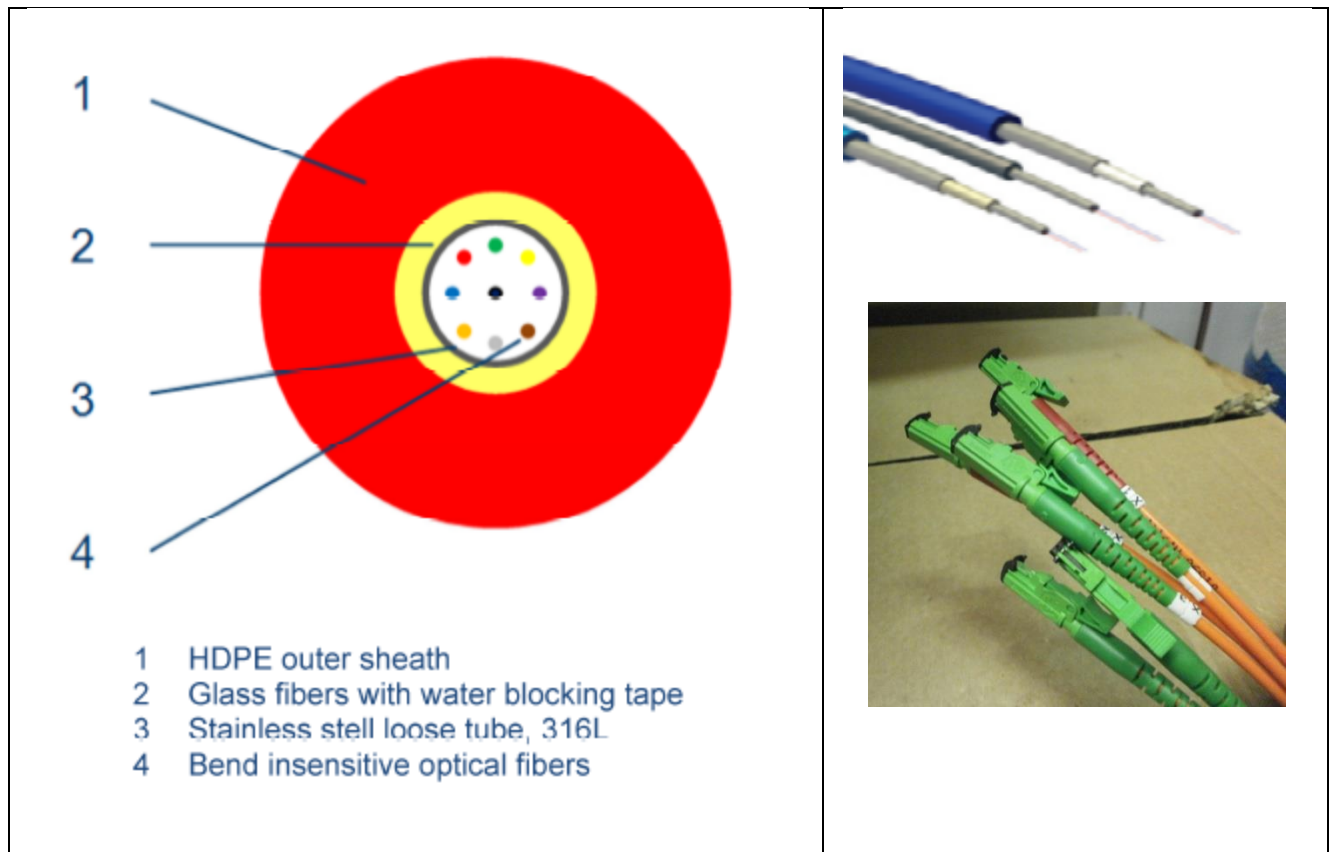 1
2
3
4
1 HDPE outer sheath
2 Glass fibers with water blocking tape
3 Stainless stell loose tube, 316L
4 Bend insensitive optical fibers